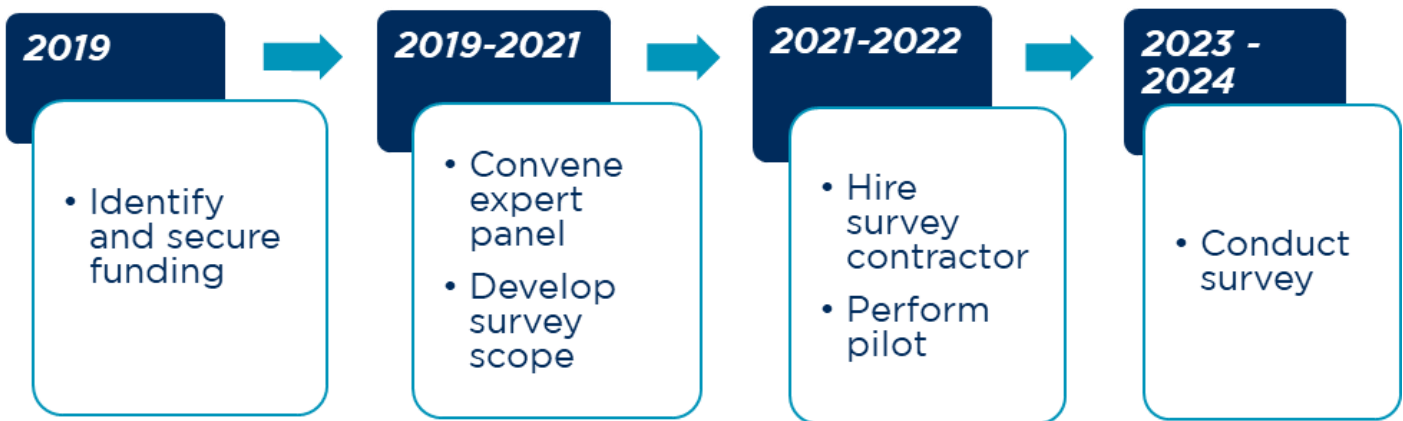 2019
• Identify
and secure
funding
2019-2021
• Convene
expert
panel
• Develop
survey
scope
2021-2022
• Hire
survey
contractor
• Perform
pilot
2023 -
2024
• Conduct
survey